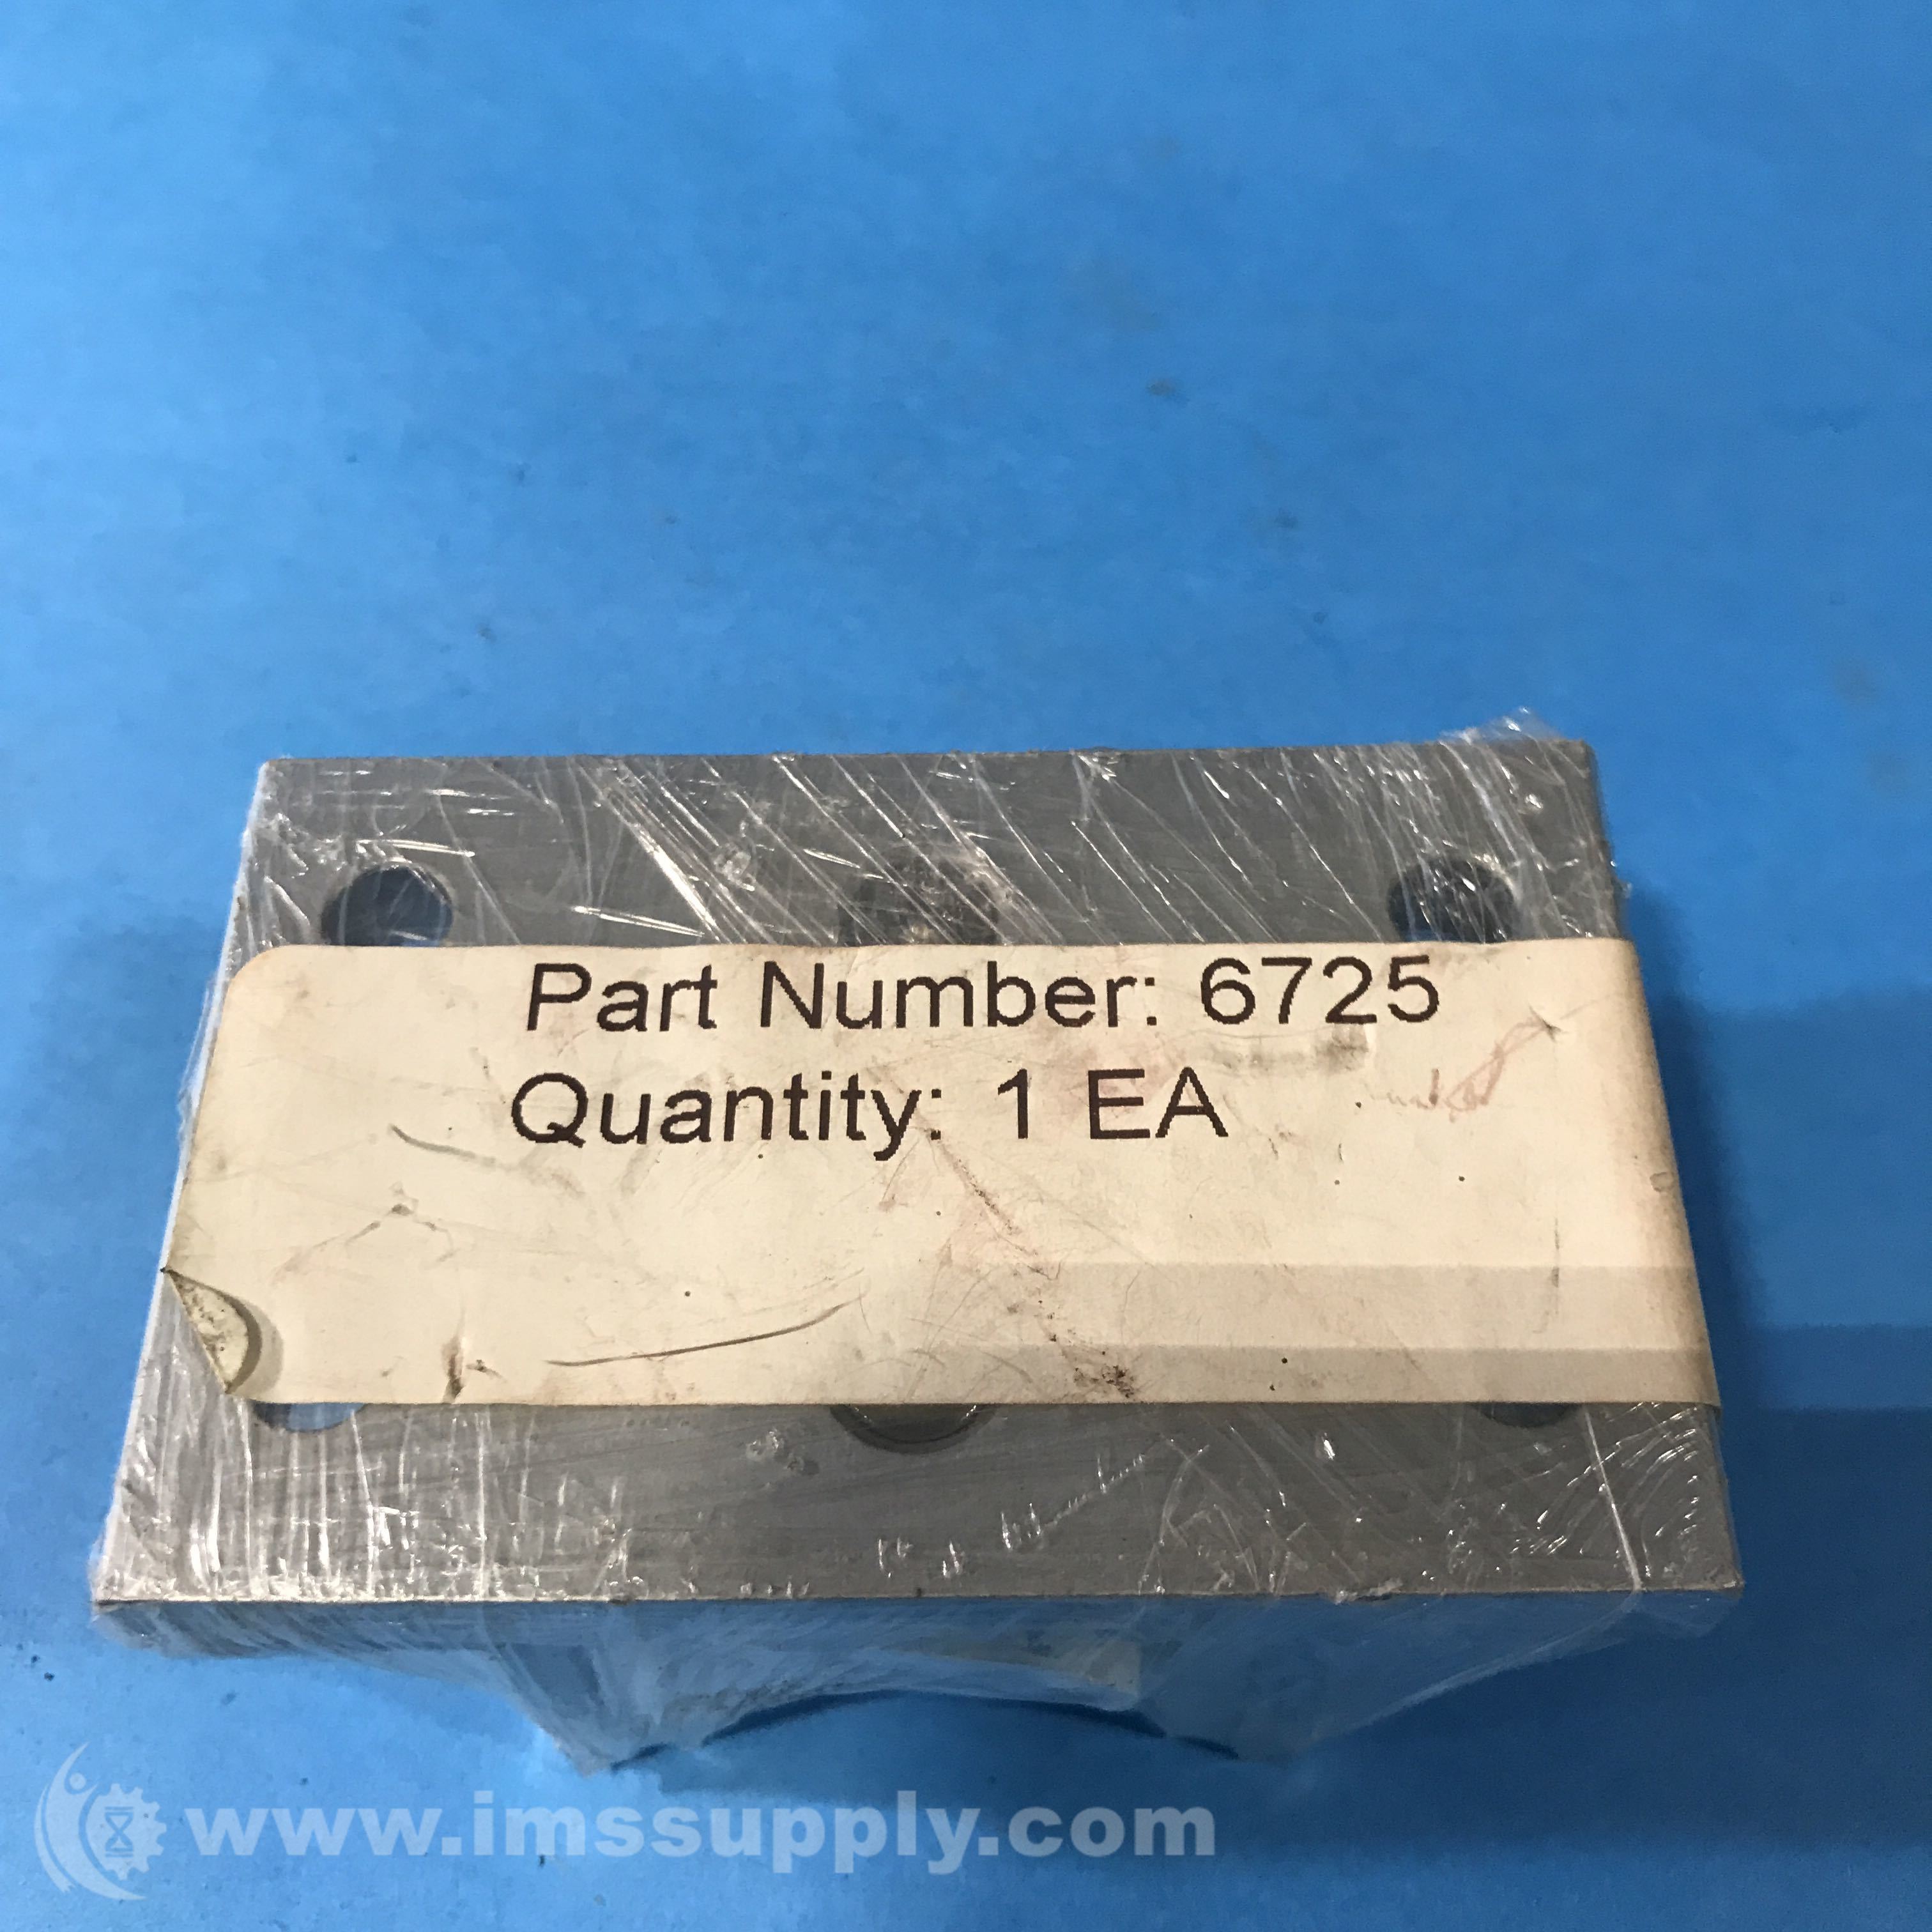 Part Number: 6725
Quantity: 1 EA
www.imssupply.com